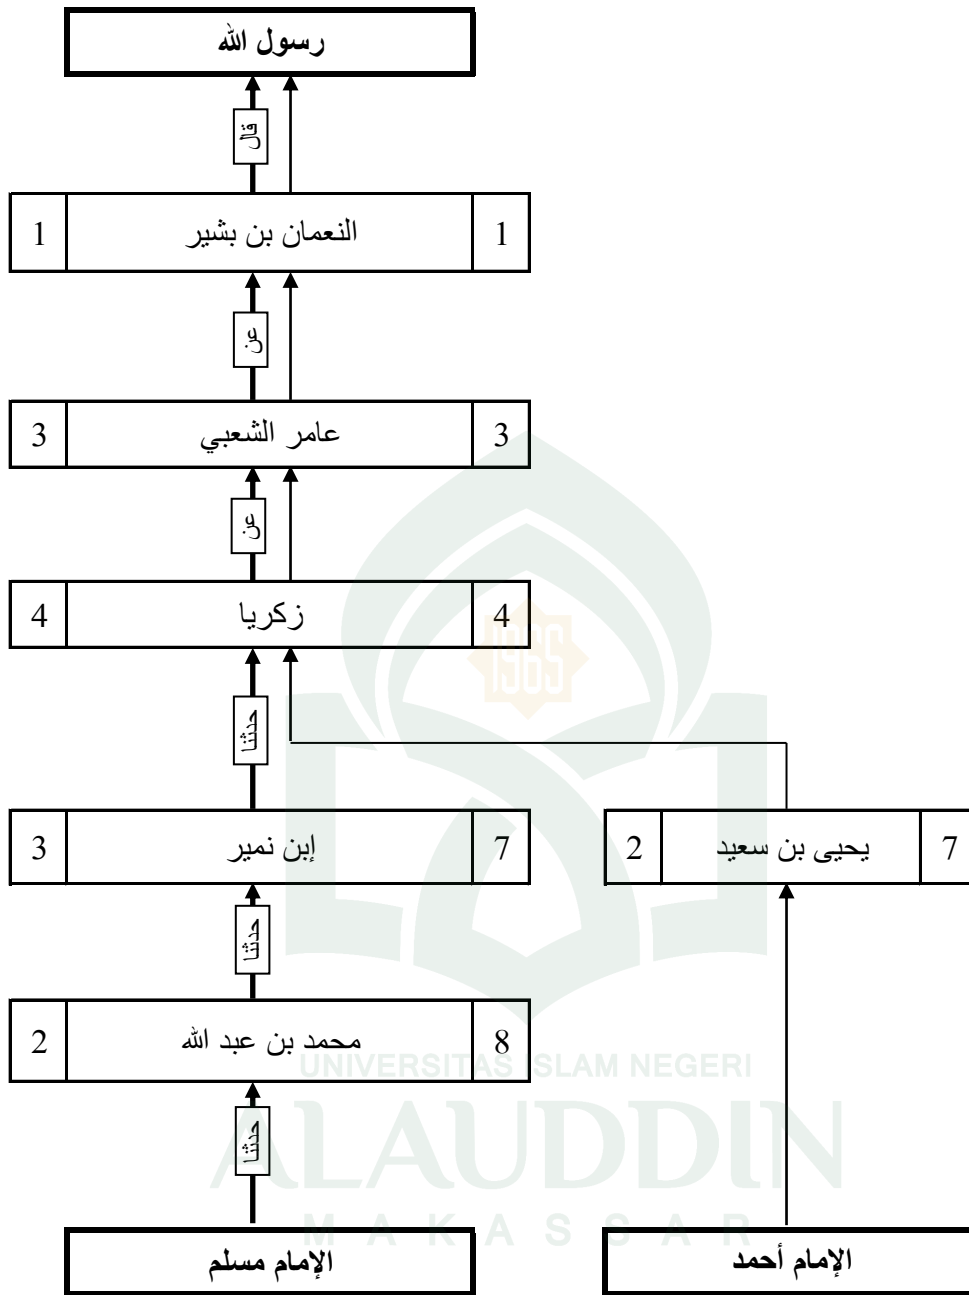 رسول الله
قال
1 النعمان بن بشير 1
عن
3 عامر الشعبي 3
عن
4 زكريا 4
1965
حدثنا
3 إبن نمير 7
2 يحيى بن سعيد 7
حدثنا
2 محمد بن عبد الله 8
UNIVERSITAS ISLAM NEGERI
ALAUDDIN
حدثنا
MAKASSAR
الإمام مسلم
الإمام أحمد